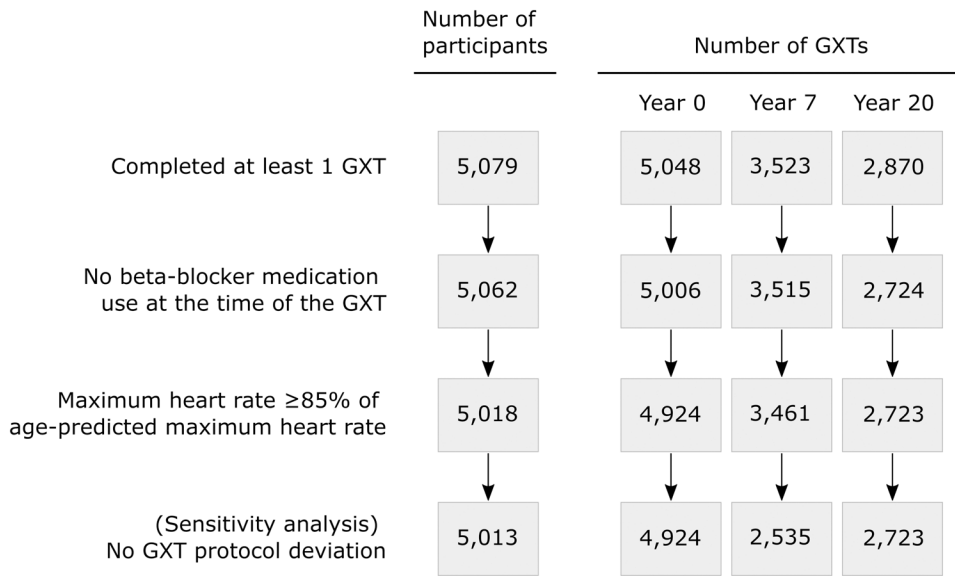 Number of
participants
Number of GXTs
Year 0 Year 7 Year 20
Completed at least 1 GXT 5,079 5,048 3,523 2,870
No beta-blocker medication
use at the time of the GXT 5,062 5,006 3,515 2,724
Maximum heart rate ≥85% of
age-predicted maximum heart rate 5,018 4,924 3,461 2,723
(Sensitivity analysis)
No GXT protocol deviation 5,013 4,924 2,535 2,723